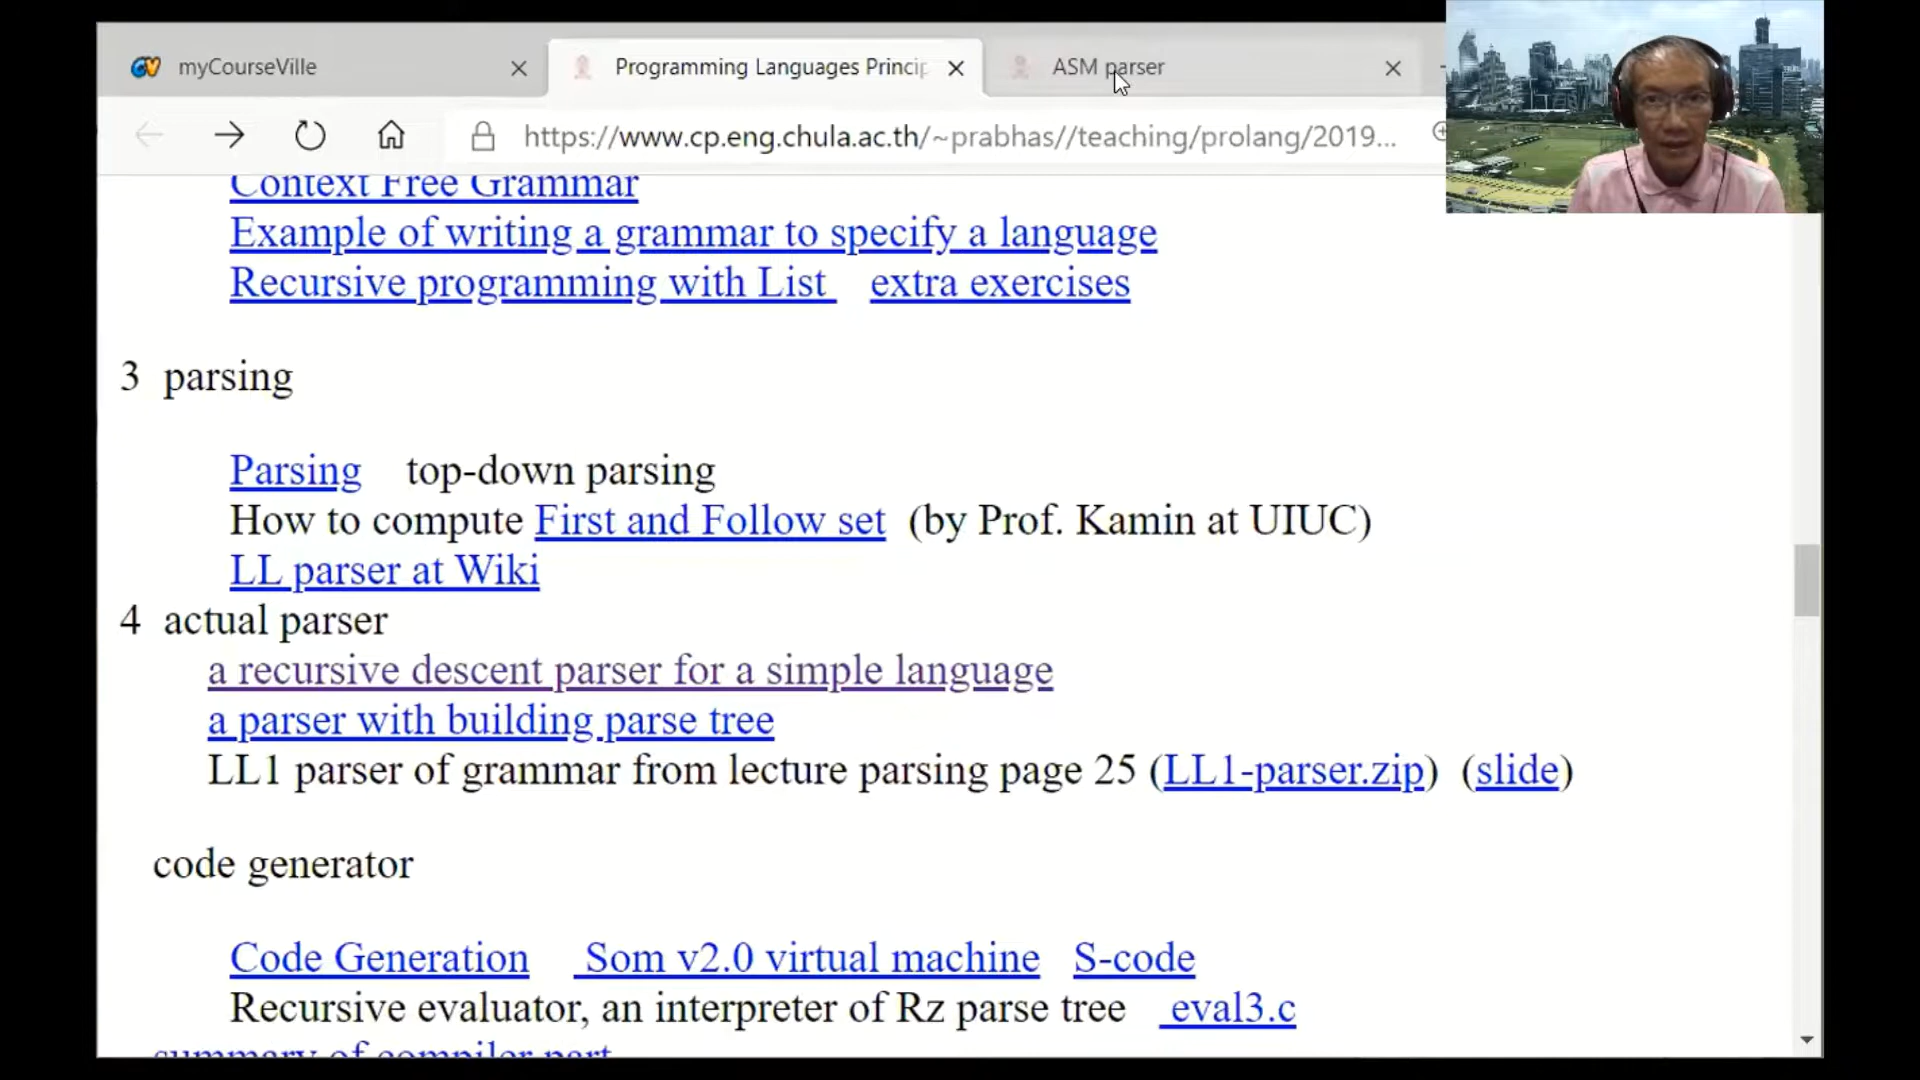 myCourseVille
Programming Languages Princip
ASM parser
https://www.cp.eng.chula.ac.th/~prabhas//teaching/prolang/2019...
Context Free Grammar
Example of writing a grammar to specify a language
Recursive programming with List extra exercises
3 parsing
Parsing top-down parsing
How to compute First and Follow set (by Prof. Kamin at UIUC)
LL parser at Wiki
4 actual parser
a recursive descent parser for a simple language
a parser with building parse tree
LL1 parser of grammar from lecture parsing page 25 (LL1-parser.zip) (slide)
code generator
Code Generation Som v2.0 virtual machine S-code
Recursive evaluator, an interpreter of Rz parse tree eval3.c
summary of compiler part